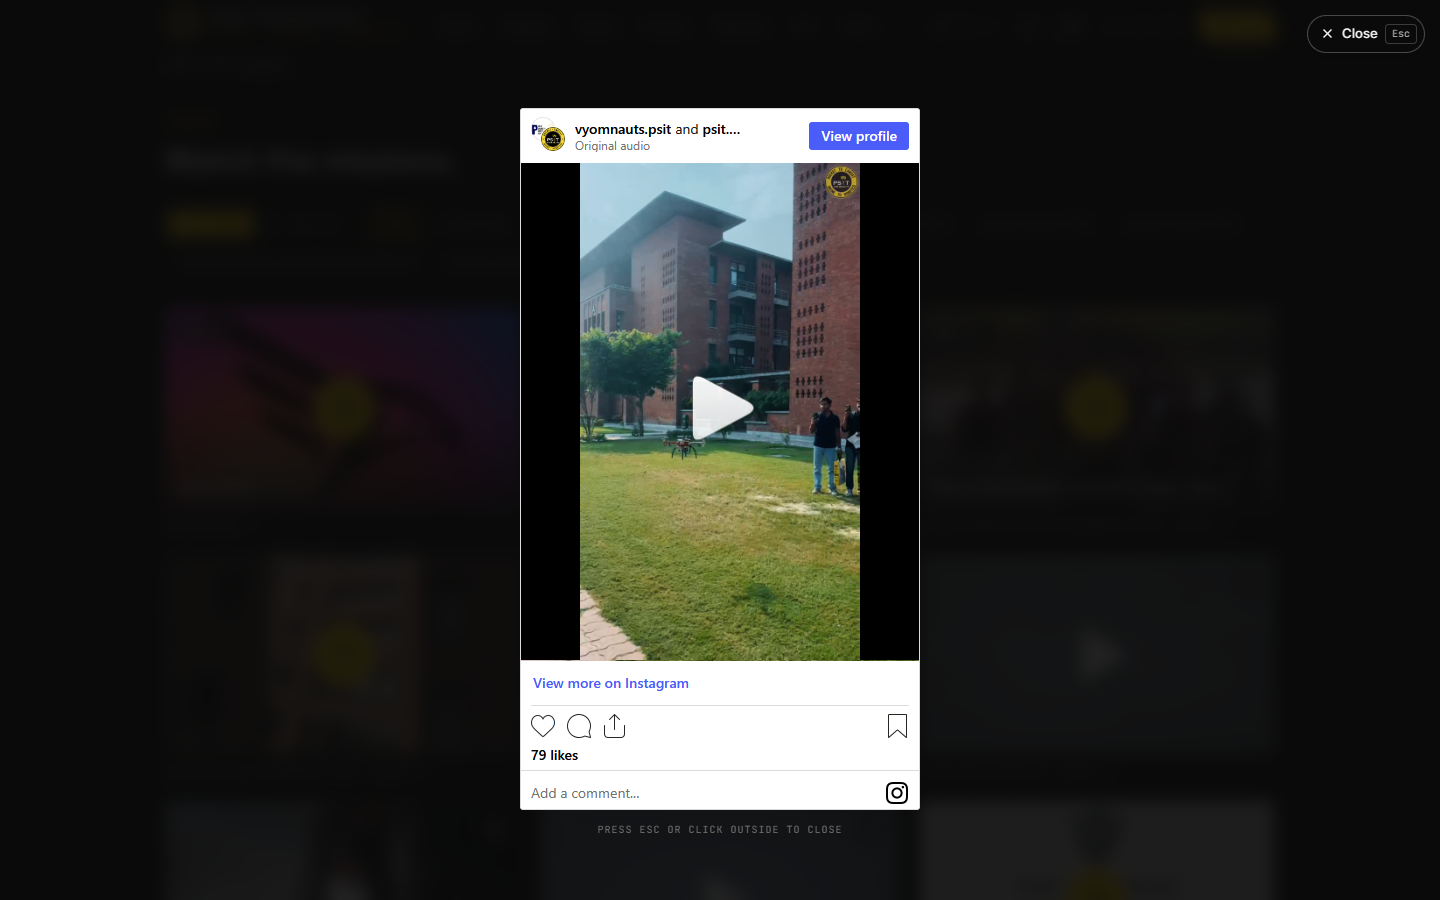 Close Esc
vyomnauts.psit and psit....
Original audio
View profile
PSIT
View more on Instagram
79 likes
Add a comment...
PRESS ESC OR CLICK OUTSIDE TO CLOSE